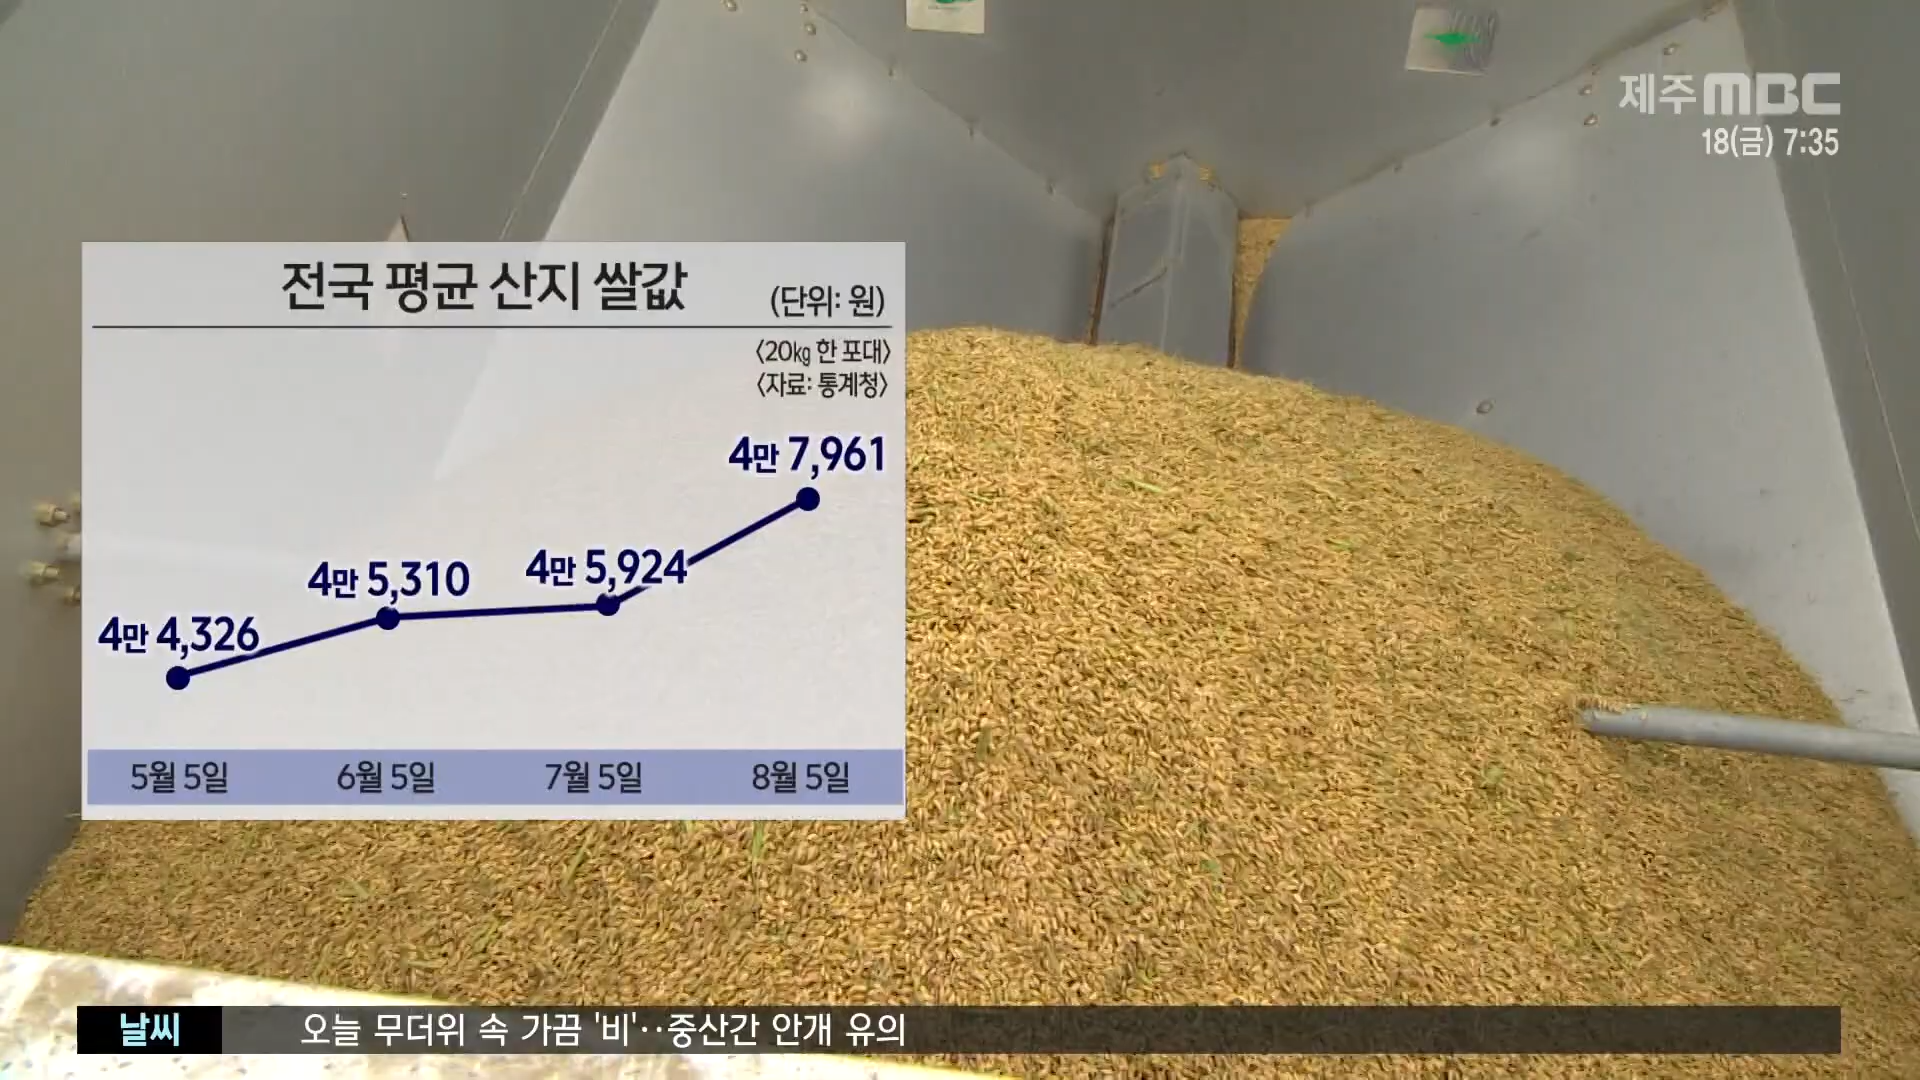 제주MBC
18(금) 7:35
전국 평균 산지 쌀값
(단위: 원)
〈20㎏ 한 포대〉
〈자료: 통계청〉
4만 4,326
4만 5,310
4만 5,924
4만 7,961
5월 5일
6월 5일
7월 5일
8월 5일
날씨
오늘 무더위 속 가끔 '비'‥중산간 안개 유의